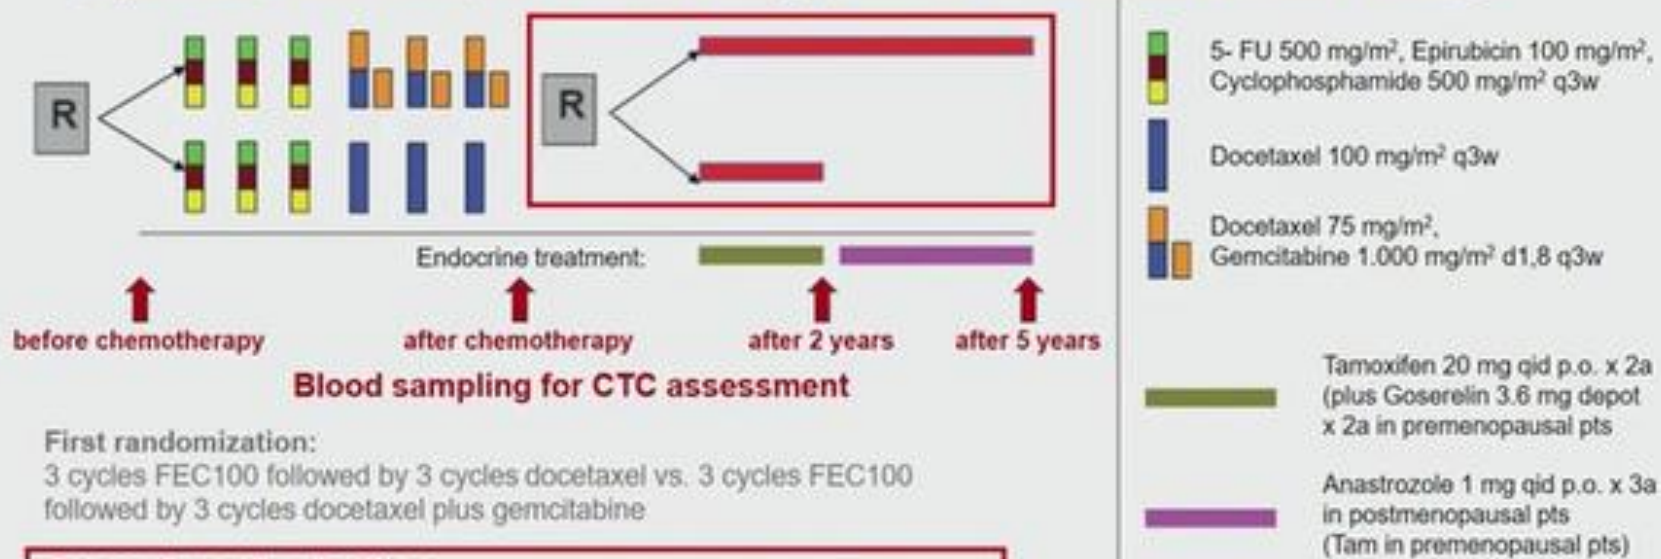 R
R
Endocrine treatment:
before chemotherapy
after chemotherapy
after 2 years
after 5 years
Blood sampling for CTC assessment
First randomization:
3 cycles FEC100 followed by 3 cycles docetaxel vs. 3 cycles FEC100
followed by 3 cycles docetaxel plus gemcitabine
5- FU 500 mg/m², Epirubicin 100 mg/m²,
Cyclophosphamide 500 mg/m² q3w
Docetaxel 100 mg/m² q3w
Docetaxel 75 mg/m²,
Gemcitabine 1.000 mg/m² d1,8 q3w
Tamoxifen 20 mg qid p.o. x 2a
(plus Goserelin 3.6 mg depot
x 2a in premenopausal pts
Anastrozole 1 mg qid p.o. x 3a
in postmenopausal pts
(Tam in premenopausal pts)